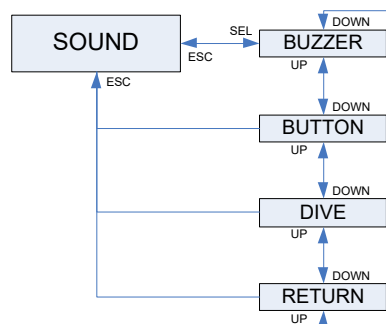 DOWN
SOUND
SEL
BUZZER
ESC
UP
ESC
DOWN
BUTTON
UP
DOWN
DIVE
UP
DOWN
RETURN
UP